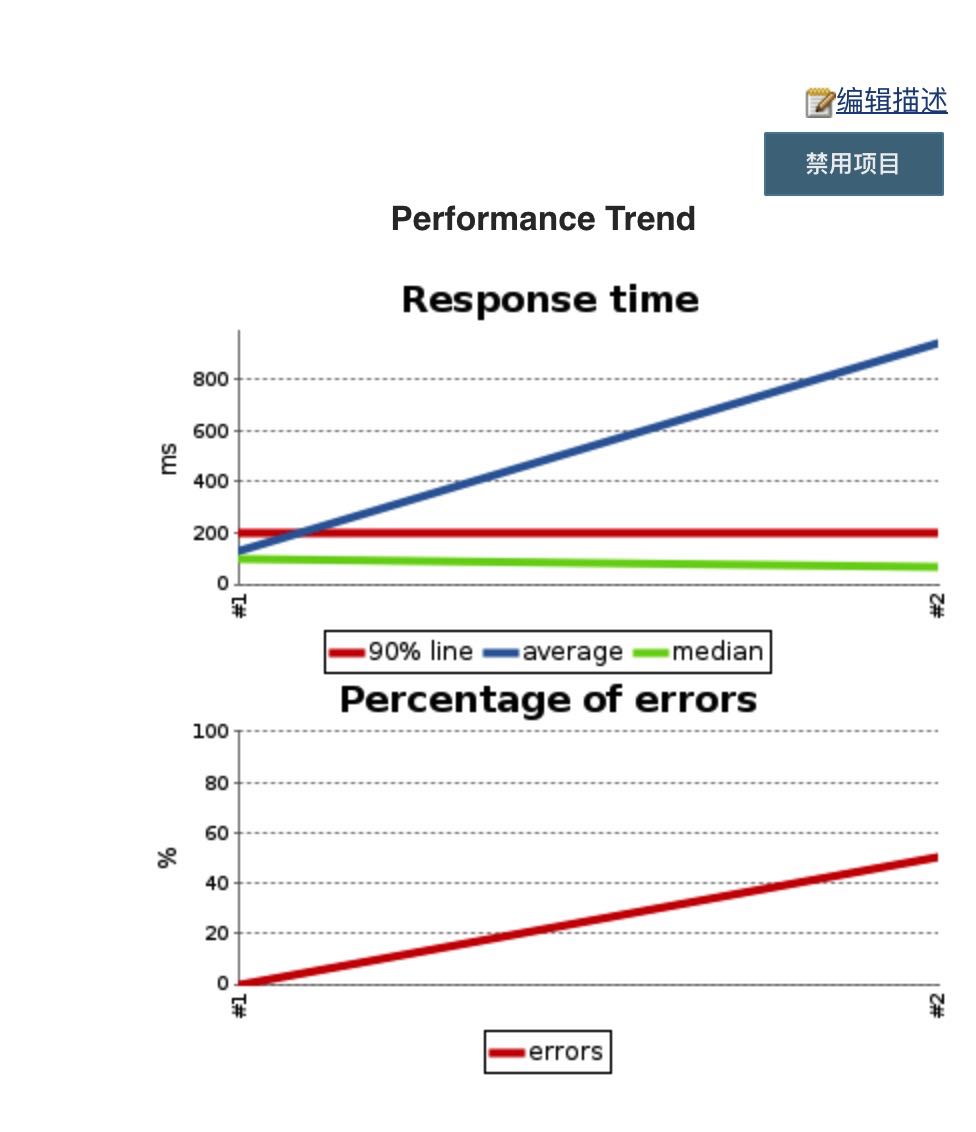 编辑描述
禁用项目
Performance Trend
Response time
800
600
ms
400
200
0
#1
#2
90% line average median
Percentage of errors
100
80
60
%
40
20
0
#1
#2
errors